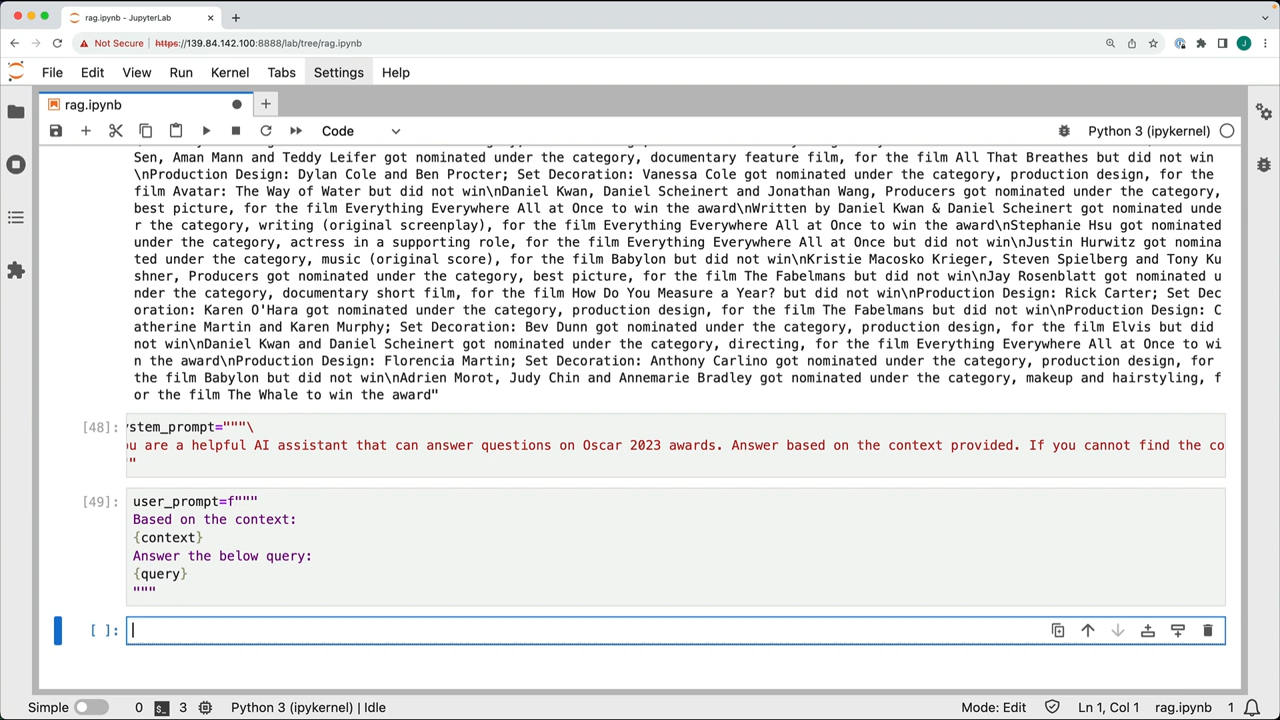 rag.ipynb - JupyterLab
Not Secure
https://139.84.142.100:8888/lab/tree/rag.ipynb
J
File Edit View Run Kernel Tabs Settings Help
rag.ipynb
Code
Python 3 (ipykernel)
Sen, Aman Mann and Teddy Leifer got nominated under the category, documentary feature film, for the film All That Breathes but did not win
\nProduction Design: Dylan Cole and Ben Procter; Set Decoration: Vanessa Cole got nominated under the category, production design, for the
film Avatar: The Way of Water but did not win\nDaniel Kwan, Daniel Scheinert and Jonathan Wang, Producers got nominated under the category,
best picture, for the film Everything Everywhere All at Once to win the award\nWritten by Daniel Kwan & Daniel Scheinert got nominated unde
r the category, writing (original screenplay), for the film Everything Everywhere All at Once to win the award\nStephanie Hsu got nominated
under the category, actress in a supporting role, for the film Everything Everywhere All at Once but did not win\nJustin Hurwitz got nomina
ted under the category, music (original score), for the film Babylon but did not win\nKristie Macosko Krieger, Steven Spielberg and Tony Ku
shner, Producers got nominated under the category, best picture, for the film The Fabelmans but did not win\nJay Rosenblatt got nominated u
nder the category, documentary short film, for the film How Do You Measure a Year? but did not win\nProduction Design: Rick Carter; Set Dec
oration: Karen O'Hara got nominated under the category, production design, for the film The Fabelmans but did not win\nProduction Design: C
atherine Martin and Karen Murphy; Set Decoration: Bev Dunn got nominated under the category, production design, for the film Elvis but did
not win\nDaniel Kwan and Daniel Scheinert got nominated under the category, directing, for the film Everything Everywhere All at Once to wi
n the award\nProduction Design: Florencia Martin; Set Decoration: Anthony Carlino got nominated under the category, production design, for
the film Babylon but did not win\nAdrien Morot, Judy Chin and Annemarie Bradley got nominated under the category, makeup and hairstyling, f
or the film The Whale to win the award"
[48]: ystem_prompt="""\
ou are a helpful AI assistant that can answer questions on Oscar 2023 awards. Answer based on the context provided. If you cannot find the co
""
[49]: user_prompt=f"""
Based on the context:
{context}
Answer the below query:
{query}
"""
[ ]:
Simple 0 3 Python 3 (ipykernel) | Idle Mode: Edit Ln 1, Col 1 rag.ipynb 1